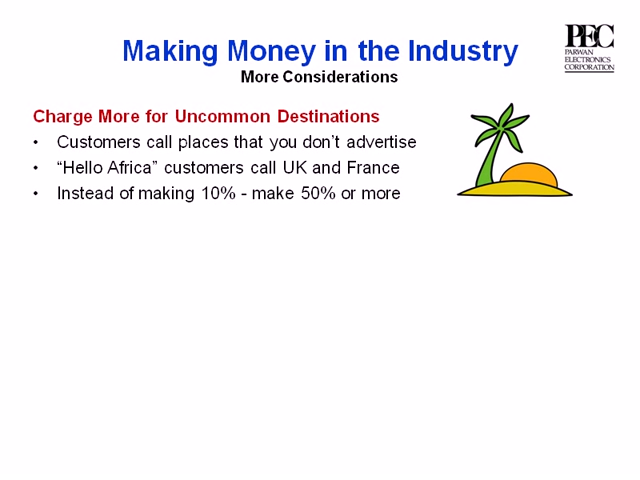 Making Money in the Industry
More Considerations
PEC
PARWAN
ELECTRONICS
CORPORATION
Charge More for Uncommon Destinations
• Customers call places that you don't advertise
• “Hello Africa” customers call UK and France
• Instead of making 10% - make 50% or more